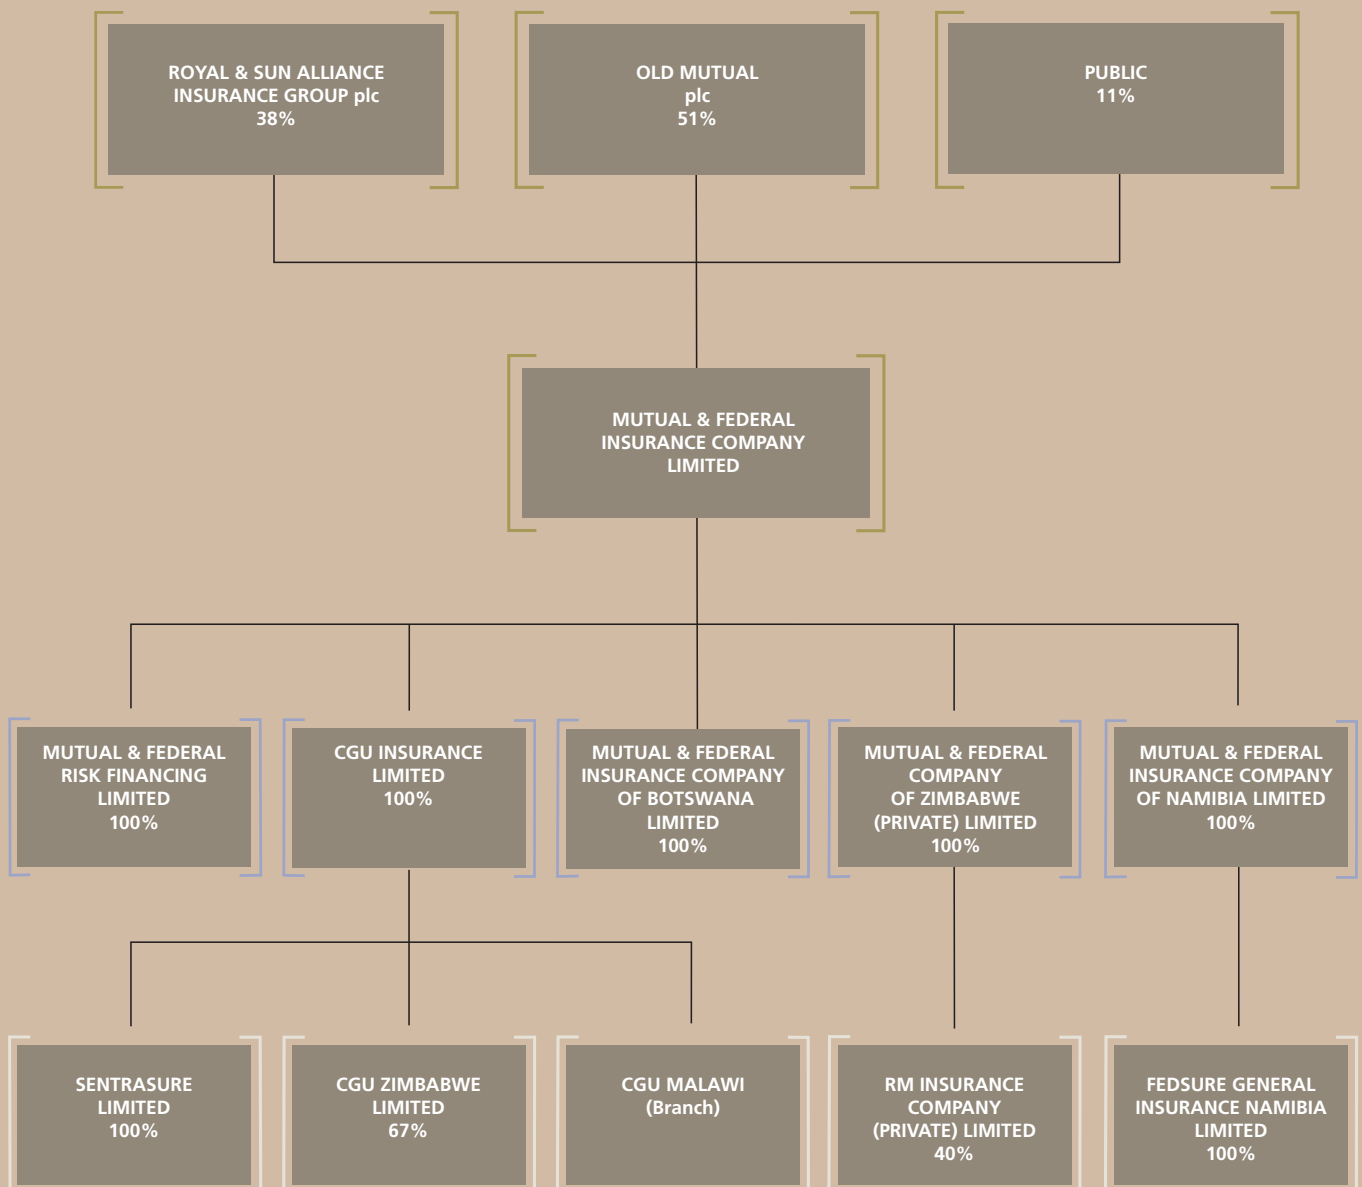 ROYAL & SUN ALLIANCE
INSURANCE GROUP plc
38%
OLD MUTUAL
plc
51%
PUBLIC
11%
MUTUAL & FEDERAL
INSURANCE COMPANY
LIMITED
MUTUAL & FEDERAL
RISK FINANCING
LIMITED
100%
CGU INSURANCE
LIMITED
100%
MUTUAL & FEDERAL
INSURANCE COMPANY
OF BOTSWANA
LIMITED
100%
MUTUAL & FEDERAL
COMPANY
OF ZIMBABWE
(PRIVATE) LIMITED
100%
MUTUAL & FEDERAL
INSURANCE COMPANY
OF NAMIBIA LIMITED
100%
SENTRASURE
LIMITED
100%
CGU ZIMBABWE
LIMITED
67%
CGU MALAWI
(Branch)
RM INSURANCE
COMPANY
(PRIVATE) LIMITED
40%
FEDSURE GENERAL
INSURANCE NAMIBIA
LIMITED
100%